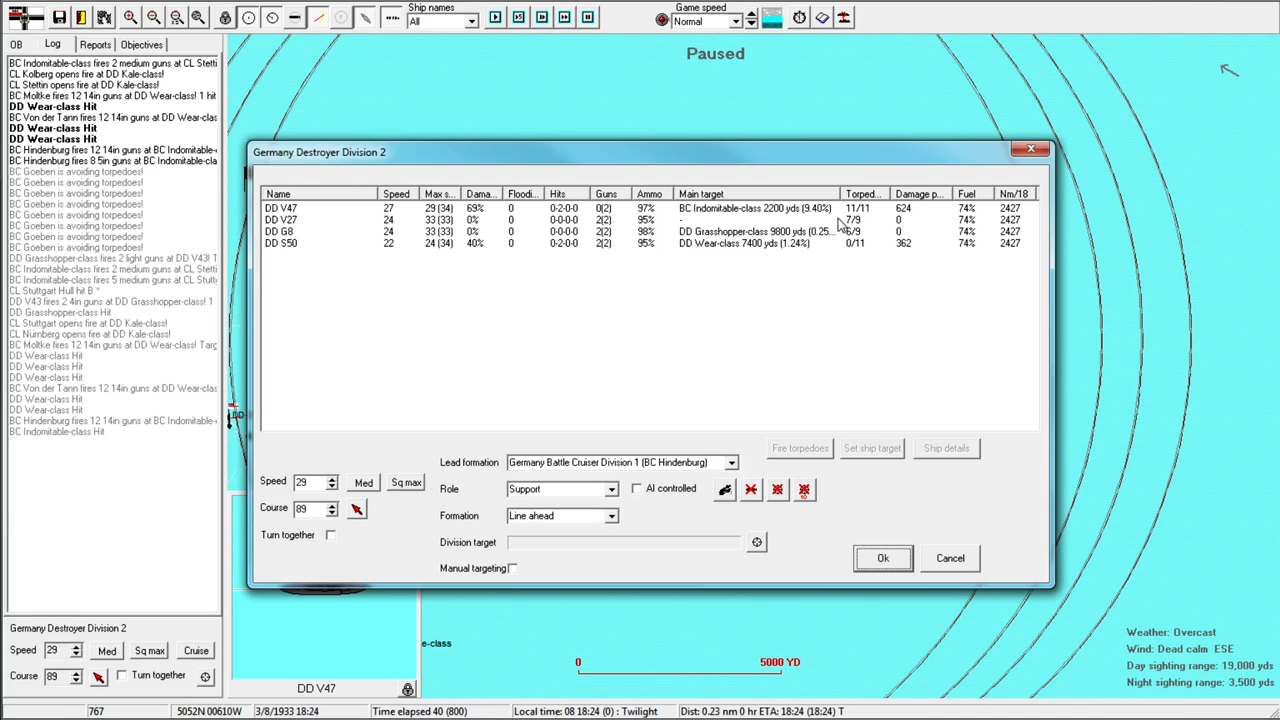 Ship names
All
Game speed
Normal
OB Log Reports Objectives
BC Indomitable-class fires 2 medium guns at CL Stetti
CL Kolberg opens fire at DD Kale-class!
CL Stettin opens fire at DD Kale-class!
BC Moltke fires 12 14in guns at DD Wear-class! 1 hit
DD Wear-class Hit
BC Von der Tann fires 12 14in guns at DD Wear-clas
DD Wear-class Hit
DD Wear-class Hit
BC Hindenburg fires 12 14in guns at BC Indomitable-
BC Hindenburg fires 8 5in guns at BC Indomitable-cla
BC Goeben is avoiding torpedoes!
BC Goeben is avoiding torpedoes!
BC Goeben is avoiding torpedoes!
BC Goeben is avoiding torpedoes!
BC Goeben is avoiding torpedoes!
BC Goeben is avoiding torpedoes!
BC Goeben is avoiding torpedoes!
BC Goeben is avoiding torpedoes!
DD Grasshopper-class fires 2 light guns at DD V43! T
BC Indomitable-class fires 2 medium guns at CL Stett
BC Indomitable-class fires 5 medium guns at CL Stutt
CL Stuttgart Hull hit B *
DD V43 fires 2 4in guns at DD Grasshopper-class! 1
DD Grasshopper-class Hit
CL Stuttgart opens fire at DD Kale-class!
CL Nürnberg opens fire at DD Kale-class!
BC Moltke fires 12 14in guns at DD Wear-class! Targ
DD Wear-class Hit
DD Wear-class Hit
DD Wear-class Hit
BC Von der Tann fires 12 14in guns at DD Wear-clas
DD Wear-class Hit
DD Wear-class Hit
BC Hindenburg fires 12 14in guns at BC Indomitable-
BC Indomitable-class Hit
Germany Destroyer Division 2
Speed 29 Med Sq max Cruise
Course 89 Turn together
Paused
Germany Destroyer Division 2
Name Speed Max s... Dama... Floodi... Hits Guns Ammo Main target Torped... Damage p... Fuel Nm/18
DD V47 27 29 (34) 69% 0 0-2-0-0 0(2) 97% BC Indomitable-class 2200 yds (9.40%) 11/11 624 74% 2427
DD V27 24 33 (33) 0% 0 0-0-0-0 2(2) 95% - 7/9 0 74% 2427
DD G8 24 33 (33) 0% 0 0-0-0-0 2(2) 98% DD Grasshopper-class 9800 yds (0.25... 6/9 0 74% 2427
DD S50 22 24 (34) 40% 0 0-2-0-0 2(2) 95% DD Wear-class 7400 yds (1.24%) 0/11 362 74% 2427
Fire torpedoes Set ship target Ship details
Lead formation Germany Battle Cruiser Division 1 (BC Hindenburg)
Speed 29 Med Sq max
Role Support AI controlled
10
Course 89
Formation Line ahead
Turn together
Division target
Manual targeting
Ok Cancel
e-class
0 5000 YD
DD V47
Weather: Overcast
Wind: Dead calm ESE
Day sighting range: 19,000 yds
Night sighting range: 3,500 yds
767 5052N 00610W 3/8/1933 18:24 Time elapsed 40 (800) Local time: 08 18:24 (0) : Twilight Dist: 0.23 nm 0 hr ETA: 18:24 (18:24) T